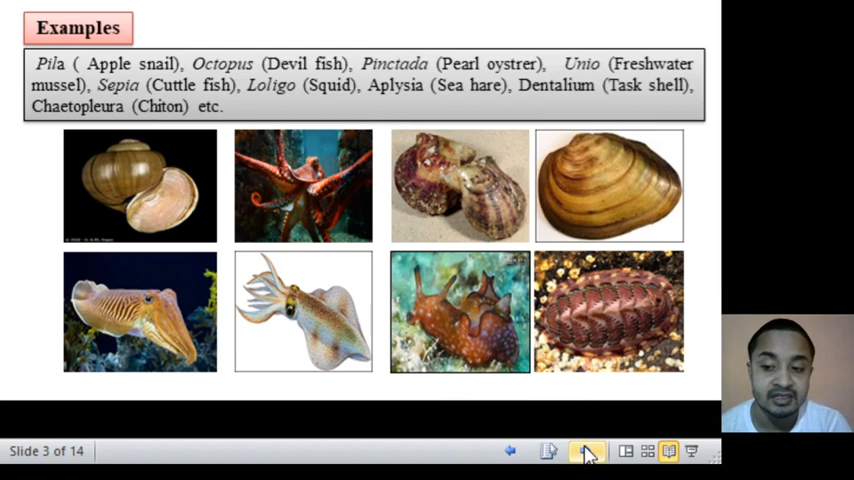 Examples
Pila ( Apple snail), Octopus (Devil fish), Pinctada (Pearl oystrer), Unio (Freshwater
mussel), Sepia (Cuttle fish), Loligo (Squid), Aplysia (Sea hare), Dentalium (Task shell),
Chaetopleura (Chiton) etc.
Slide 3 of 14